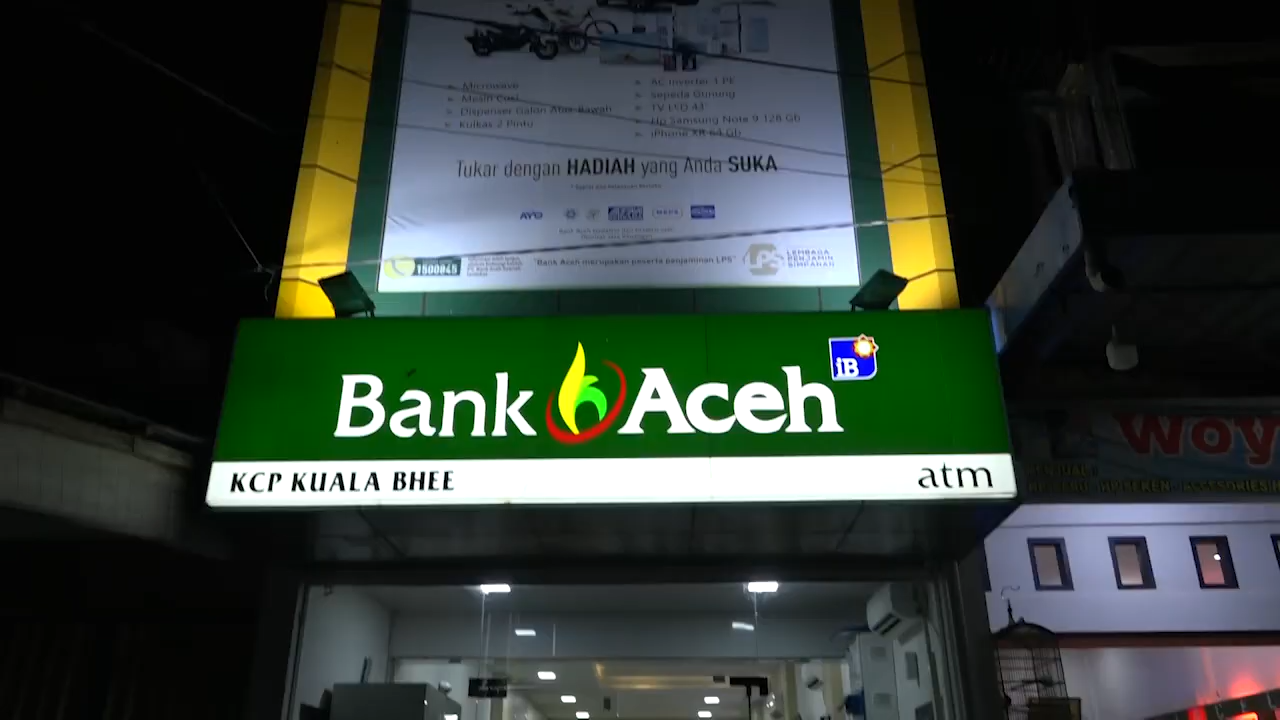 Microwave
Mesin Cuci
Dispenser Galon Atas-Bawah
Kulkas 2 Pintu
AC Inverter 1 PK
Sepeda Gunung
TV LED 43
Hp Samsung Note 9 128 Gb
iPhone XR 64 Gb
Tukar dengan HADIAH yang Anda SUKA
AYO
1500845
"Bank Aceh merupakan peserta penjaminan LPS"
LPS
LEMBAGA
PENJAMIN
SIMPANAN
Bank Aceh
iB
KCP KUALA BHEE
atm
Woy